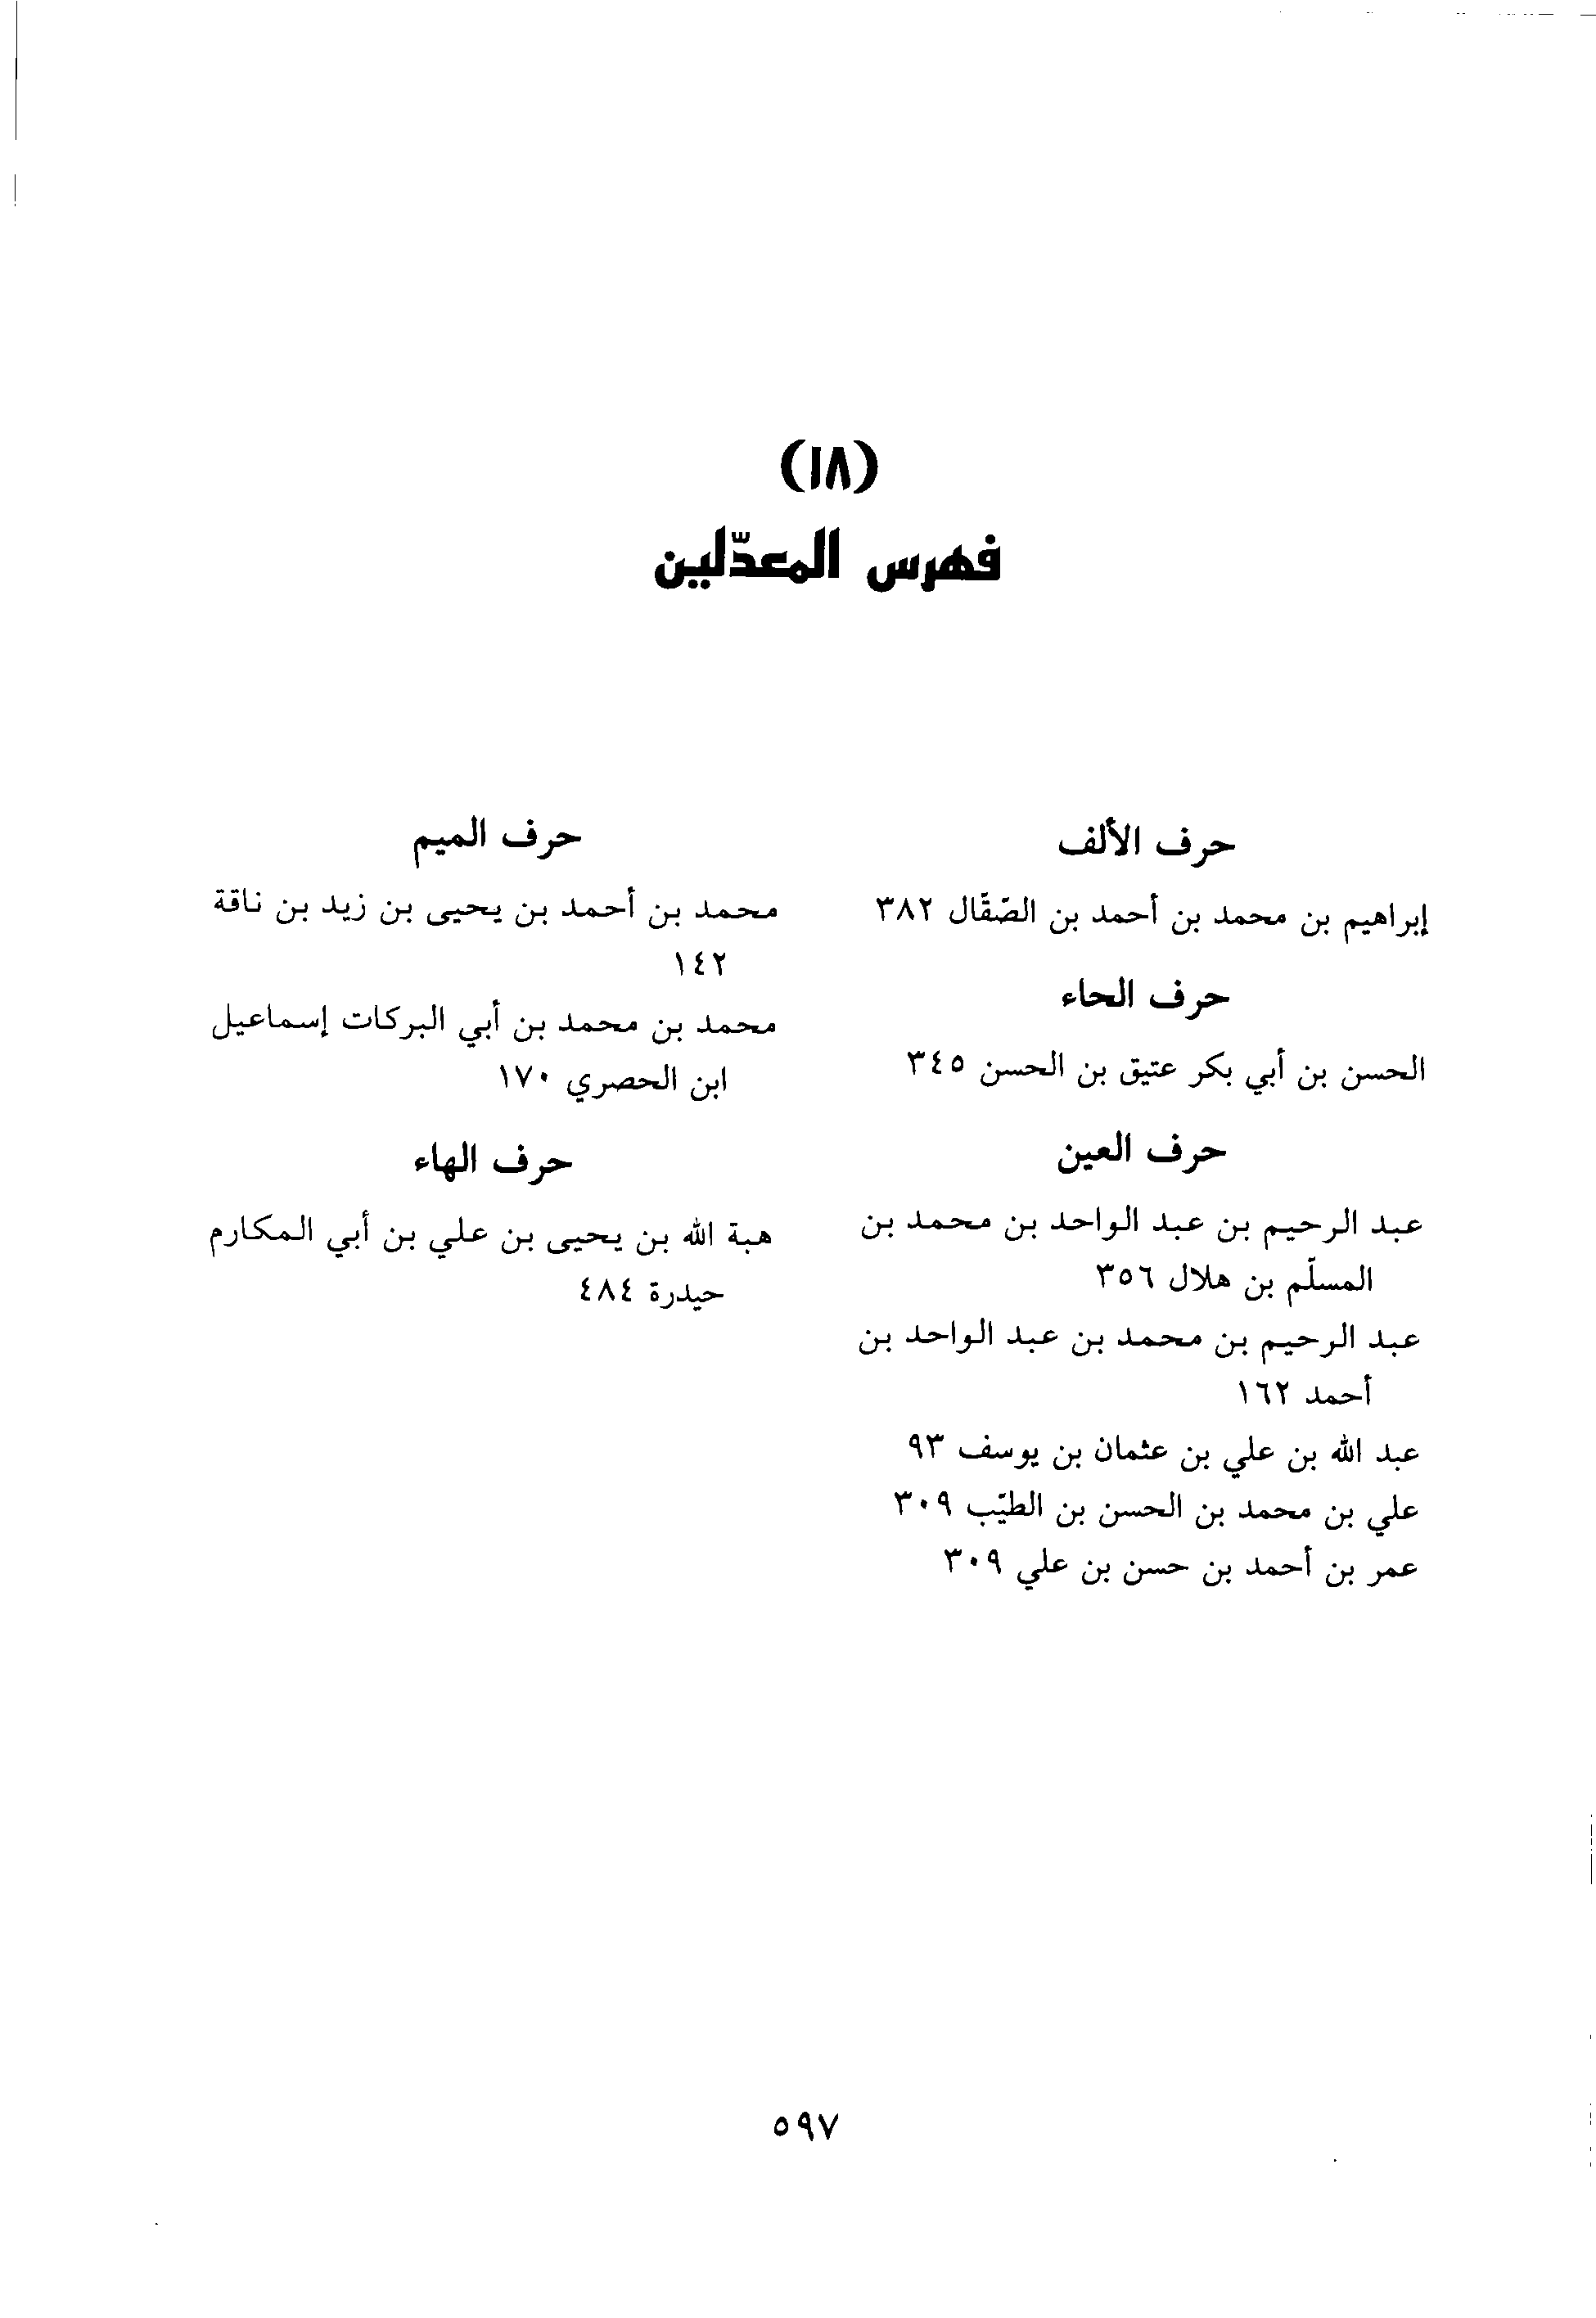 (١٨)
فهرس المعدّلين
حرف الألف
إبراهيم بن محمد بن أحمد بن الصّقّال ٣٨٢
حرف الحاء
الحسن بن أبي بكر عتيق بن الحسن ٣٤٥
حرف العين
عبد الرحيم بن عبد الواحد بن محمد بن
المسلّم بن هلال ٣٥٦
عبد الرحيم بن محمد بن عبد الواحد بن
أحمد ١٦٢
عبد الله بن علي بن عثمان بن يوسف ٩٣
علي بن محمد بن الحسن بن الطيّب ٣٠٩
عمر بن أحمد بن حسن بن علي ٣٠٩
حرف الميم
محمد بن أحمد بن يحيى بن زيد بن ناقة
١٤٢
محمد بن محمد بن أبي البركات إسماعيل
ابن الحصري ١٧٠
حرف الهاء
هبة الله بن يحيى بن علي بن أبي المكارم
حيدرة ٤٨٤
٥٩٧